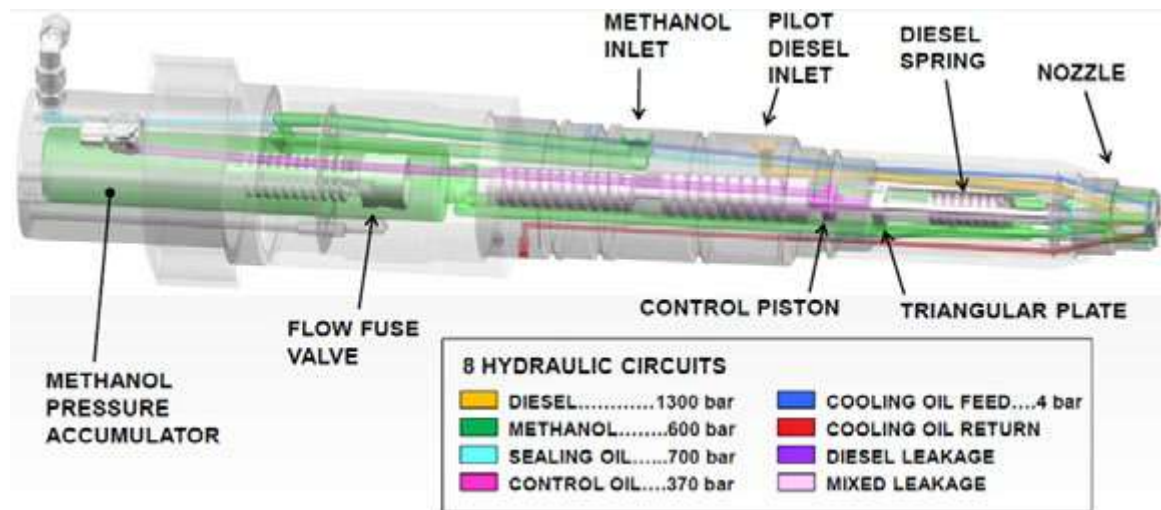 METHANOL
INLET
PILOT
DIESEL
INLET
DIESEL
SPRING
NOZZLE
CONTROL PISTON
TRIANGULAR PLATE
FLOW FUSE
VALVE
METHANOL
PRESSURE
ACCUMULATOR
8 HYDRAULIC CIRCUITS
DIESEL............1300 bar
METHANOL........600 bar
SEALING OIL......700 bar
CONTROL OIL....370 bar
COOLING OIL FEED....4 bar
COOLING OIL RETURN
DIESEL LEAKAGE
MIXED LEAKAGE